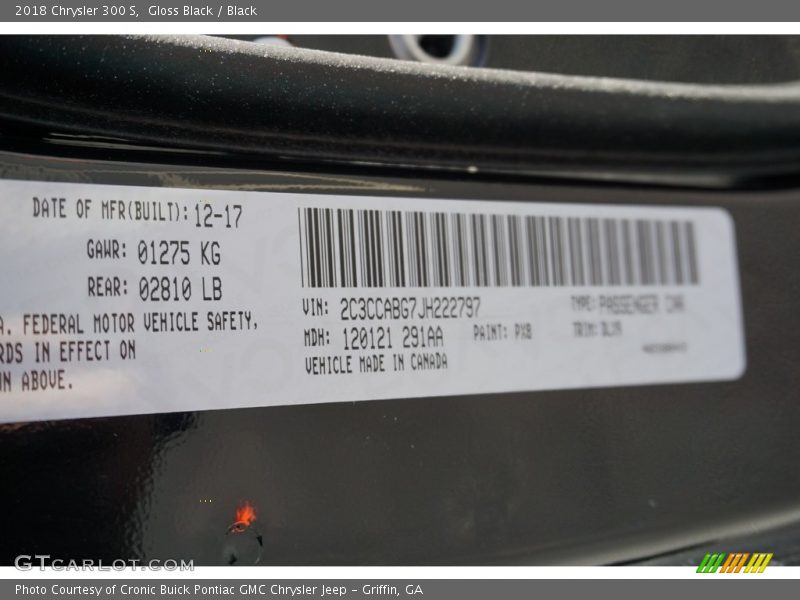 2018 Chrysler 300 S,  Gloss Black / Black
DATE OF MFR(BUILT): 12-17
GAWR: 01275 KG
REAR: 02810 LB
A. FEDERAL MOTOR VEHICLE SAFETY,
RDS IN EFFECT ON
N ABOVE.
VIN: 2C3CCABG7JH222797
TYPE: PASSENGER CAR
MDH: 120121 291AA
PAINT: PX8
TRIM:
VEHICLE MADE IN CANADA
GTCARLOT.COM
Photo Courtesy of Cronic Buick Pontiac GMC Chrysler Jeep - Griffin, GA